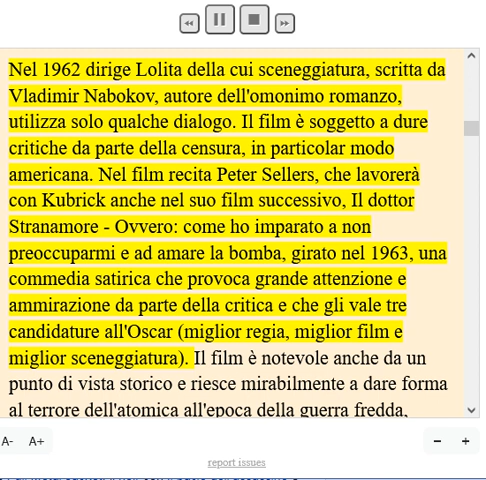 Nel 1962 dirige Lolita della cui sceneggiatura, scritta da
Vladimir Nabokov, autore dell'omonimo romanzo,
utilizza solo qualche dialogo. Il film è soggetto a dure
critiche da parte della censura, in particolar modo
americana. Nel film recita Peter Sellers, che lavorerà
con Kubrick anche nel suo film successivo, Il dottor
Stranamore - Ovvero: come ho imparato a non
preoccuparmi e ad amare la bomba, girato nel 1963, una
commedia satirica che provoca grande attenzione e
ammirazione da parte della critica e che gli vale tre
candidature all'Oscar (miglior regia, miglior film e
miglior sceneggiatura). Il film è notevole anche da un
punto di vista storico e riesce mirabilmente a dare forma
al terrore dell'atomica all'epoca della guerra fredda,
A- A+ - +
report issues